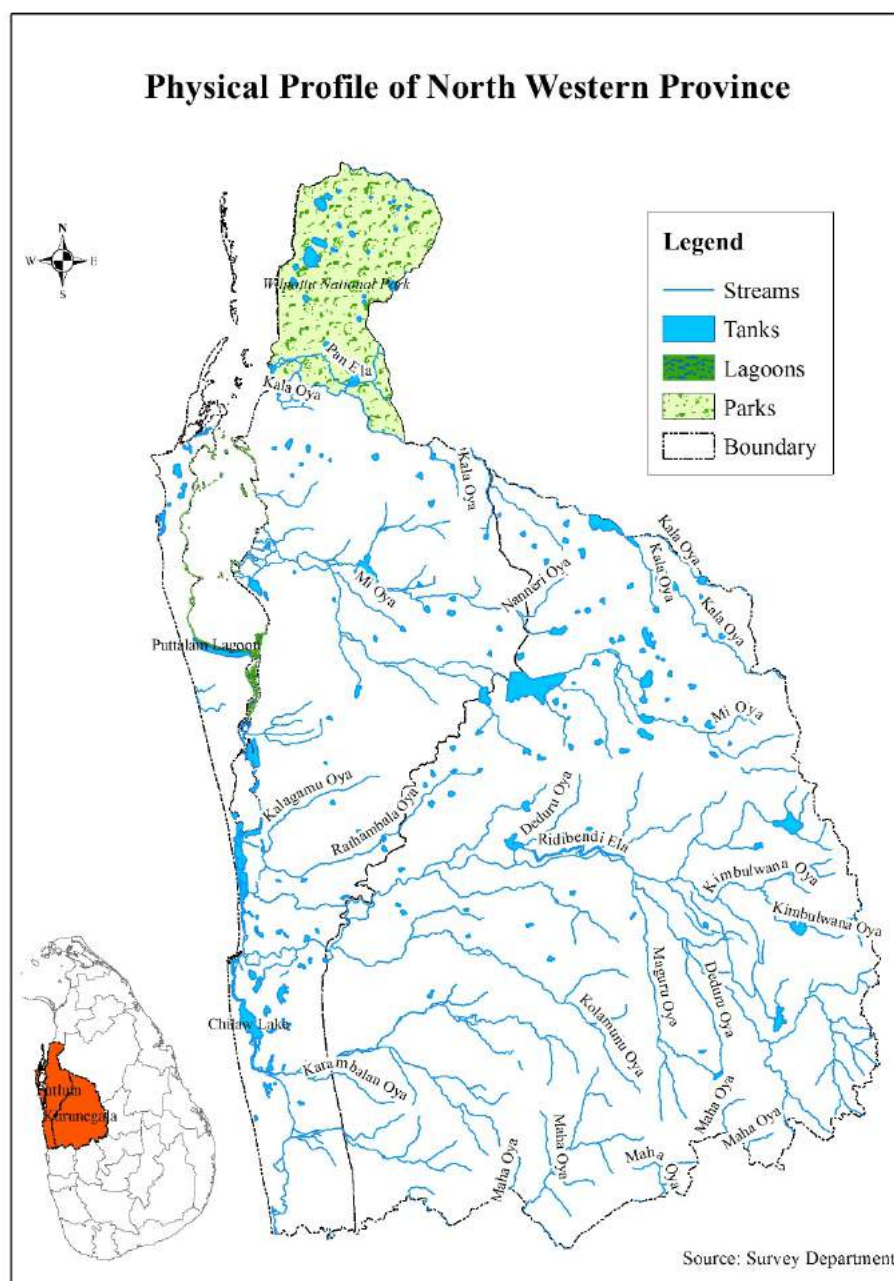 Physical Profile of North Western Province
N
W E
S
Legend
Streams
Tanks
Lagoons
Parks
Boundary
Wilpattu National Park
Pan Ela
Kala Oya
Kala Oya
Kala Oya
Kala Oya
Kala Oya
Nanneri Oya
Mi Oya
Puttalam Lagoon
Mi Oya
Kalagamu Oya
Rathambala Oya
Deduru Oya
Ridibendi Ela
Kimbulwana Oya
Kimbulwana Oya
Maguru Oya
Deduru Oya
Kolamunu Oya
Chilaw Lake
Karambalan Oya
Maha Oya
Maha Oya
Maha Oya
Maha Oya
Maha Oya
Kurunegala
Source: Survey Department